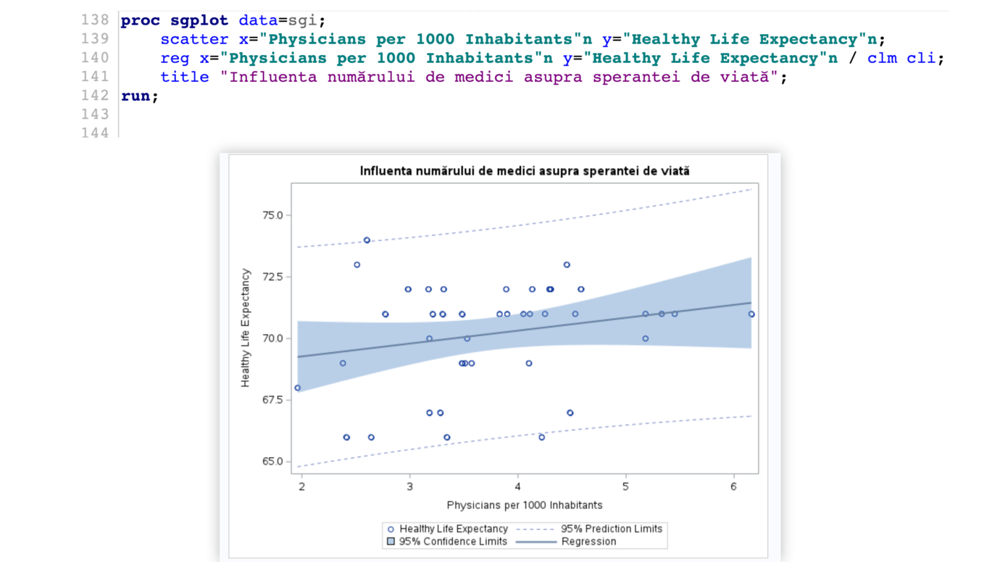 138 proc sgplot data=sgi;
139 scatter x="Physicians per 1000 Inhabitants"n y="Healthy Life Expectancy"n;
140 reg x="Physicians per 1000 Inhabitants"n y="Healthy Life Expectancy"n / clm cli;
141 title "Influenta numărului de medici asupra sperantei de viată";
142 run;
143
144
Influenta numărului de medici asupra sperantei de viată
75.0
72.5
70.0
67.5
65.0
Healthy Life Expectancy
2 3 4 5 6
Physicians per 1000 Inhabitants
Healthy Life Expectancy 95% Prediction Limits
95% Confidence Limits Regression